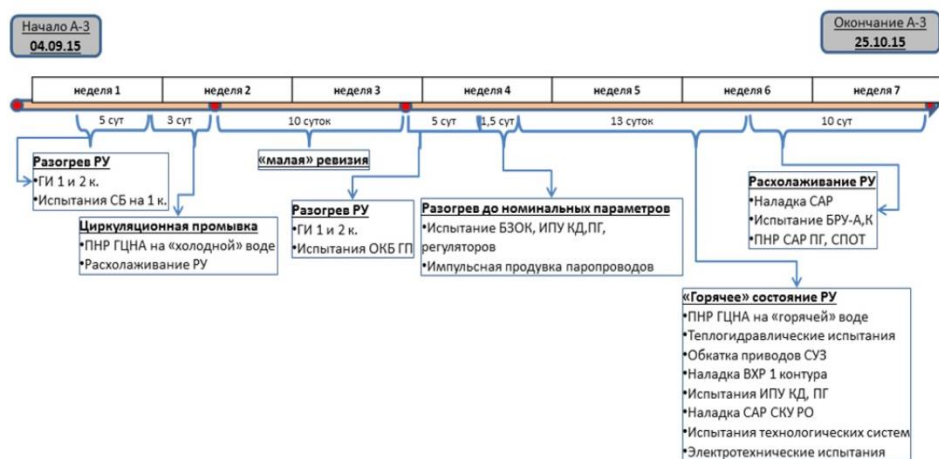 Начало А-3
04.09.15
Окончание А-3
25.10.15
неделя 1
неделя 2
неделя 3
неделя 4
неделя 5
неделя 6
неделя 7
5 сут
3 сут
10 суток
5 сут
1,5 сут
13 суток
10 сут
Разогрев РУ
•ГИ 1 и 2 к.
•Испытания СБ на 1 к.
Циркуляционная промывка
•ПНР ГЦНА на «холодной» воде
•Расхолаживание РУ
«малая» ревизия
Разогрев РУ
•ГИ 1 и 2 к.
•Испытания ОКБ ГП
Разогрев до номинальных параметров
•Испытание БЗОК, ИПУ КД,ПГ,
регуляторов
•Импульсная продувка паропроводов
Расхолаживание РУ
•Наладка САР
•Испытание БРУ-А,К
•ПНР САР ПГ, СПОТ
«Горячее» состояние РУ
•ПНР ГЦНА на «горячей» воде
•Теплогидравлические испытания
•Обкатка приводов СУЗ
•Наладка ВХР 1 контура
•Испытания ИПУ КД, ПГ
•Наладка САР СКУ РО
•Испытания технологических систем
•Электротехнические испытания